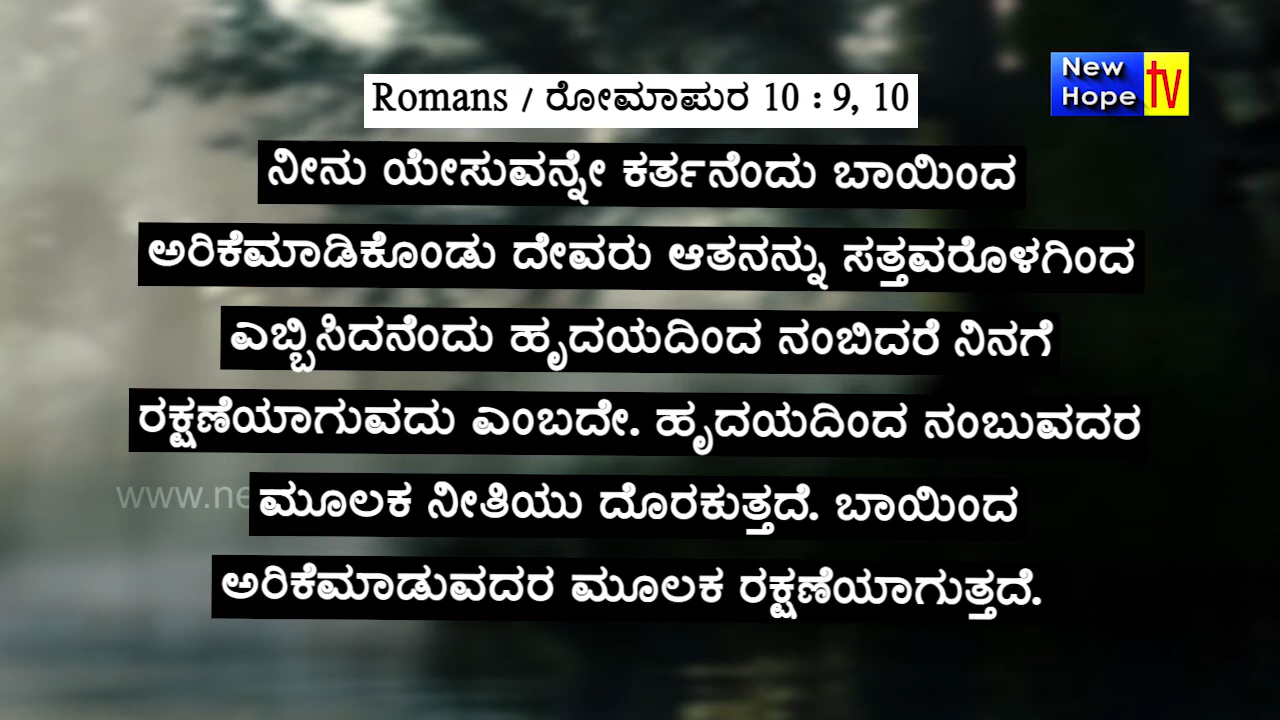 New
Hope tv
Romans / ರೋಮಾಪುರ 10 : 9, 10
ನೀನು ಯೇಸುವನ್ನೇ ಕರ್ತನೆಂದು ಬಾಯಿಂದ
ಅರಿಕೆಮಾಡಿಕೊಂಡು ದೇವರು ಆತನನ್ನು ಸತ್ತವರೊಳಗಿಂದ
ಎಬ್ಬಿಸಿದನೆಂದು ಹೃದಯದಿಂದ ನಂಬಿದರೆ ನಿನಗೆ
ರಕ್ಷಣೆಯಾಗುವದು ಎಂಬದೇ. ಹೃದಯದಿಂದ ನಂಬುವದರ
ಮೂಲಕ ನೀತಿಯು ದೊರಕುತ್ತದೆ. ಬಾಯಿಂದ
ಅರಿಕೆಮಾಡುವದರ ಮೂಲಕ ರಕ್ಷಣೆಯಾಗುತ್ತದೆ.